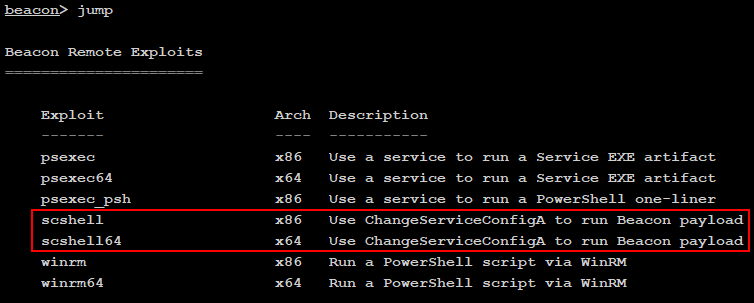 beacon> jump
Beacon Remote Exploits
======================
Exploit Arch Description
------- ---- -----------
psexec x86 Use a service to run a Service EXE artifact
psexec64 x64 Use a service to run a Service EXE artifact
psexec_psh x86 Use a service to run a PowerShell one-liner
scshell x86 Use ChangeServiceConfigA to run Beacon payload
scshell64 x64 Use ChangeServiceConfigA to run Beacon payload
winrm x86 Run a PowerShell script via WinRM
winrm64 x64 Run a PowerShell script via WinRM